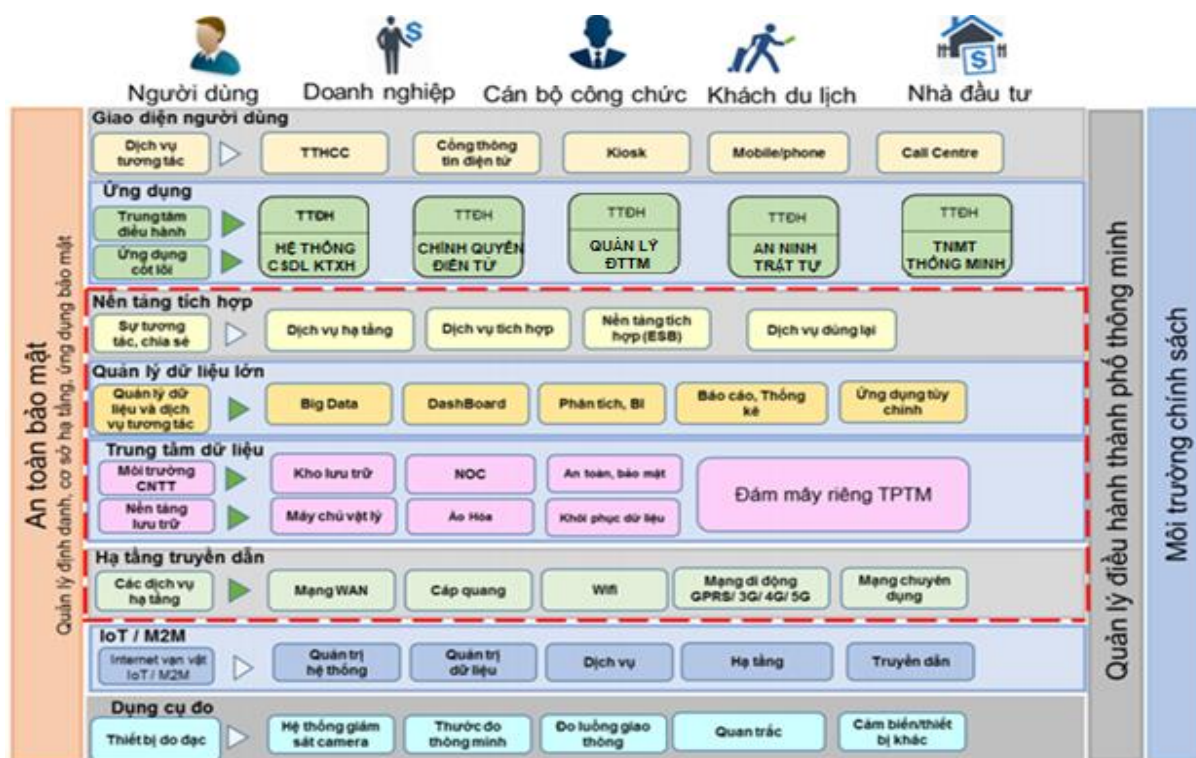 Người dùng
Doanh nghiệp
Cán bộ công chức
Khách du lịch
Nhà đầu tư
An toàn bảo mật
Quản lý định danh, cơ sở hạ tầng, ứng dụng bảo mật
Giao diện người dùng
Dịch vụ
tương tác
TTHCC
Cổng thông
tin điện tử
Kiosk
Mobile/phone
Call Centre
Ứng dụng
Trung tâm
điều hành
Ứng dụng
cốt lõi
TTĐH
HỆ THỐNG
CSDL KTXH
TTĐH
CHÍNH QUYỀN
ĐIỆN TỬ
TTĐH
QUẢN LÝ
ĐTTM
TTĐH
AN NINH
TRẬT TỰ
TTĐH
TNMT
THÔNG MINH
Nền tảng tích hợp
Sự tương
tác, chia sẻ
Dịch vụ hạ tầng
Dịch vụ tích hợp
Nền tảng tích
hợp (ESB)
Dịch vụ dùng lại
Quản lý dữ liệu lớn
Quản lý dữ
liệu và dịch
vụ tương tác
Big Data
DashBoard
Phân tích, BI
Báo cáo, Thống
kê
Ứng dụng tùy
chỉnh
Trung tâm dữ liệu
Môi trường
CNTT
Nền tảng
lưu trữ
Kho lưu trữ
NOC
An toàn, bảo mật
Máy chủ vật lý
Ảo Hóa
Khôi phục dữ liệu
Đám mây riêng TPTM
Hạ tầng truyền dẫn
Các dịch vụ
hạ tầng
Mạng WAN
Cáp quang
Wifi
Mạng di động
GPRS/ 3G/ 4G/ 5G
Mạng chuyên
dụng
IoT / M2M
Internet vạn vật
IoT / M2M
Quản trị
hệ thống
Quản trị
dữ liệu
Dịch vụ
Hạ tầng
Truyền dẫn
Dụng cụ đo
Thiết bị đo đạc
Hệ thống giám
sát camera
Thước đo
thông minh
Đo luồng giao
thông
Quan trắc
Cảm biến/thiết
bị khác
Quản lý điều hành thành phố thông minh
Môi trường chính sách